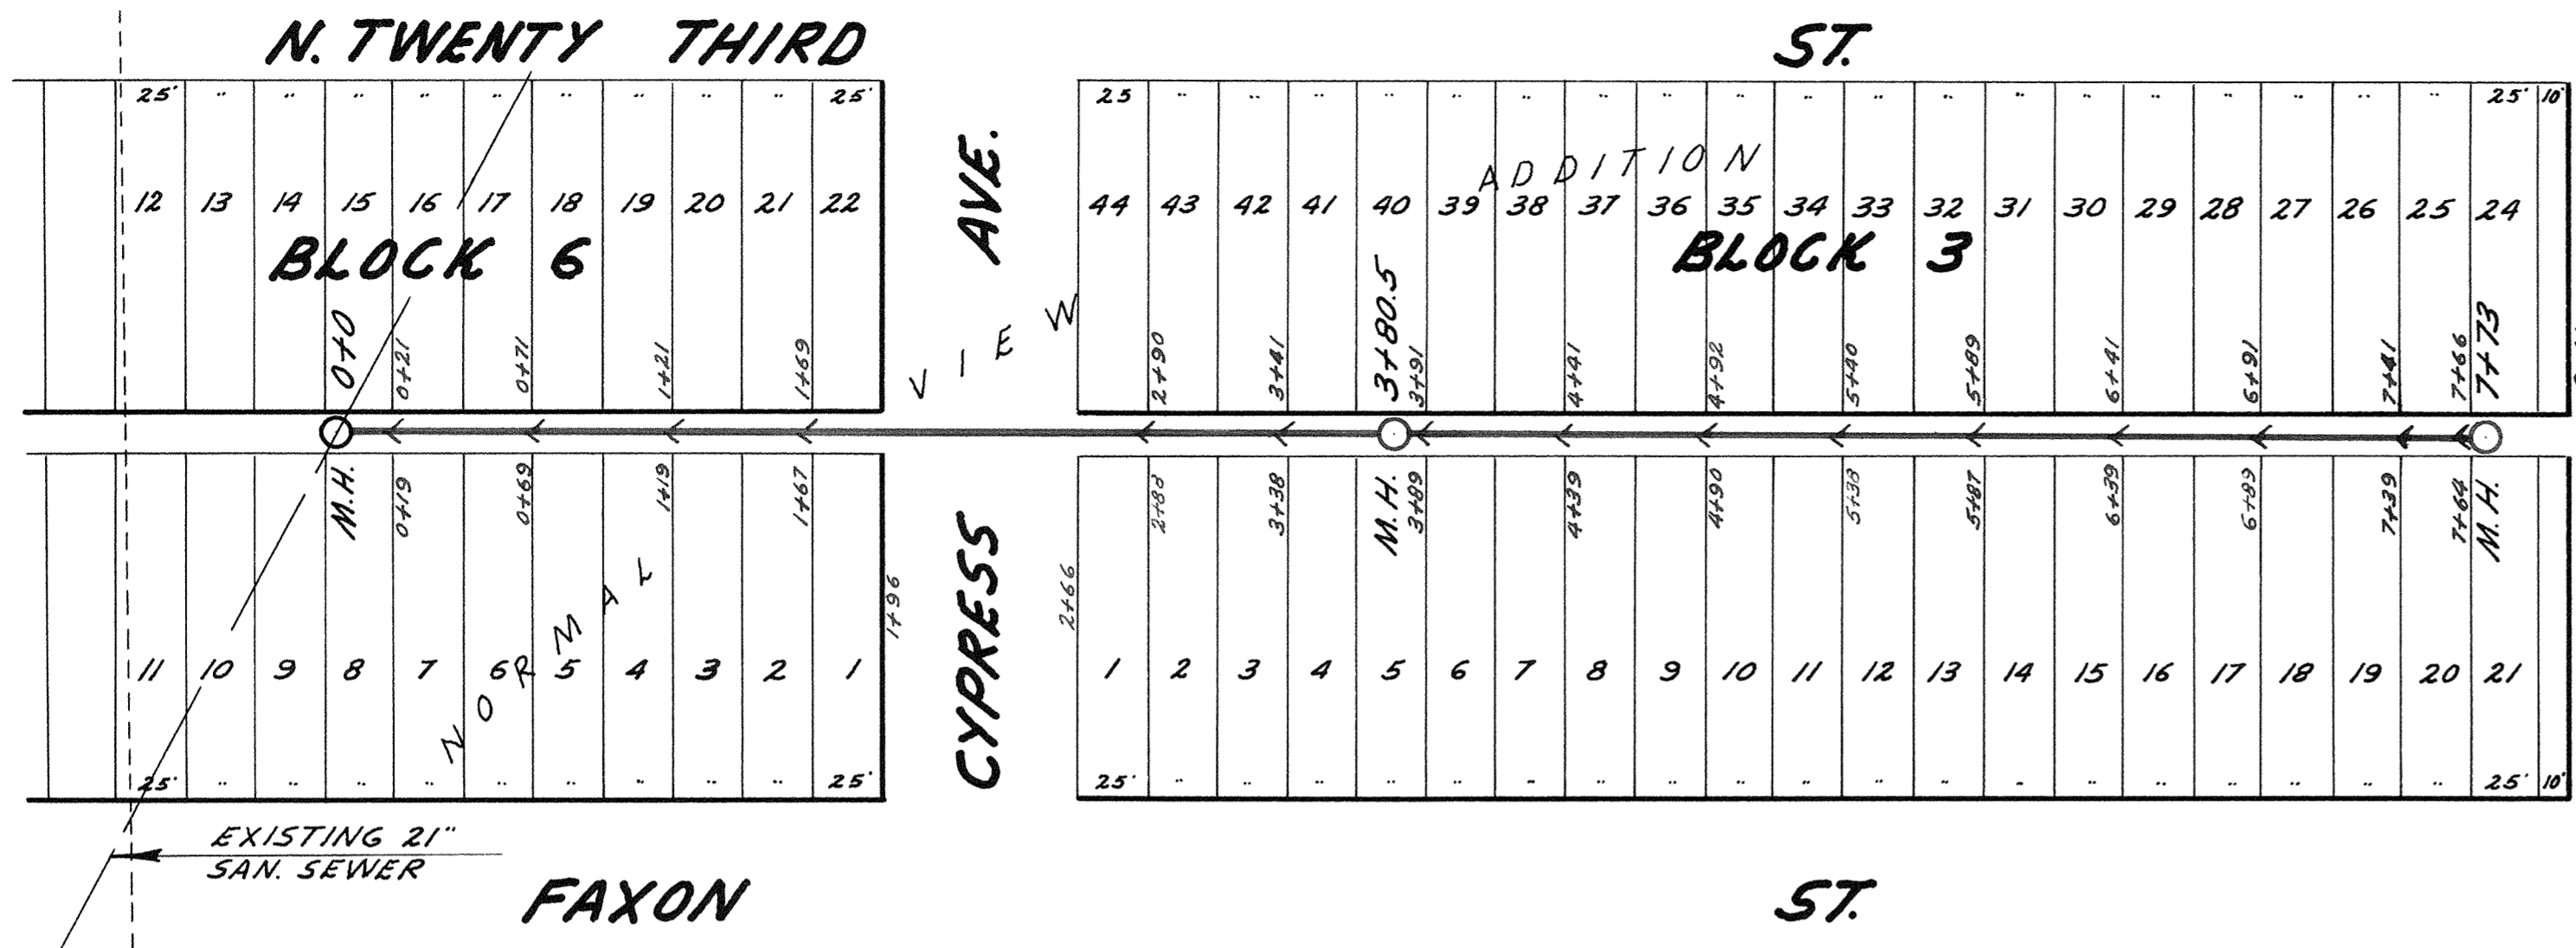 N. TWENTY THIRD ST.
25' " " " " " " " " " 25'
25 " " " " " " " " " " " " " " " " " " " 25' 10'
ADDITION
12 13 14 15 16 17 18 19 20 21 22
44 43 42 41 40 39 38 37 36 35 34 33 32 31 30 29 28 27 26 25 24
BLOCK 6
BLOCK 3
AVE.
VIEW
0+0 0+21 0+71 1+21 1+69
2+90 3+41 3+80.5 3+91 4+41 4+92 5+40 5+89 6+41 6+91 7+41 7+66 7+73
M.H. 0+19 0+69 1+19 1+67
2+88 3+38 M.H. 3+89 4+39 4+90 5+38 5+87 6+39 6+89 7+39 7+64 M.H.
1+96
2+66
CYPRESS
NORMAL
11 10 9 8 7 6 5 4 3 2 1
1 2 3 4 5 6 7 8 9 10 11 12 13 14 15 16 17 18 19 20 21
25' " " " " " " " " " 25'
25' " " " " " " " " " " " " " " " " " " " 25' 10'
EXISTING 21"
SAN. SEWER
FAXON ST.